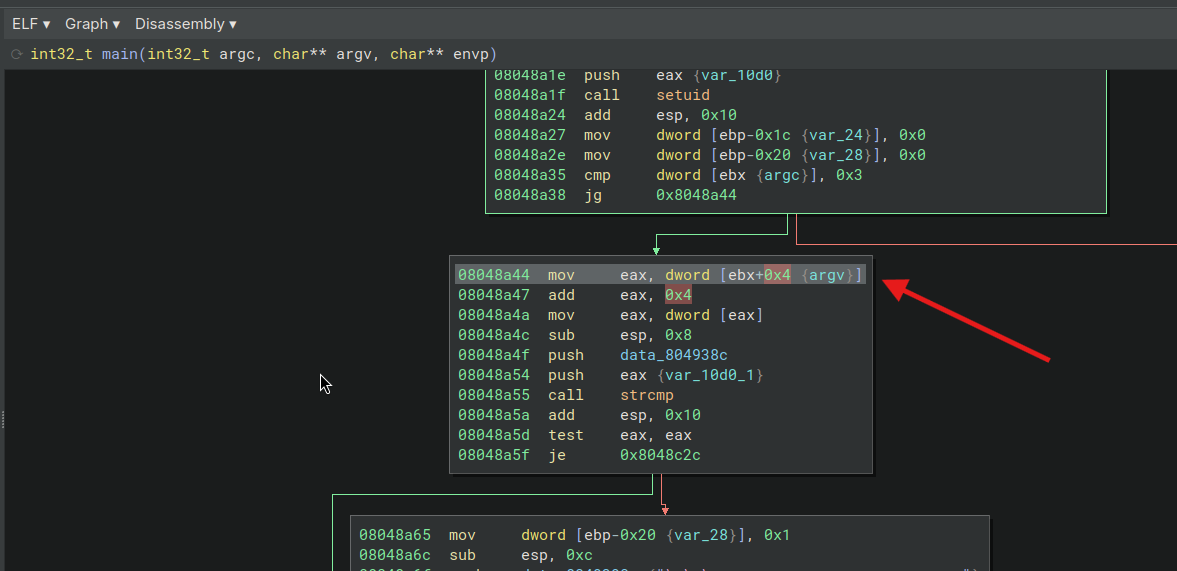 ELF ▾ Graph ▾ Disassembly ▾
int32_t main(int32_t argc, char** argv, char** envp)
08048a1e push eax {var_10d0}
08048a1f call setuid
08048a24 add esp, 0x10
08048a27 mov dword [ebp-0x1c {var_24}], 0x0
08048a2e mov dword [ebp-0x20 {var_28}], 0x0
08048a35 cmp dword [ebx {argc}], 0x3
08048a38 jg 0x8048a44
08048a44 mov eax, dword [ebx+0x4 {argv}]
08048a47 add eax, 0x4
08048a4a mov eax, dword [eax]
08048a4c sub esp, 0x8
08048a4f push data_804938c
08048a54 push eax {var_10d0_1}
08048a55 call strcmp
08048a5a add esp, 0x10
08048a5d test eax, eax
08048a5f je 0x8048c2c
08048a65 mov dword [ebp-0x20 {var_28}], 0x1
08048a6c sub esp, 0xc